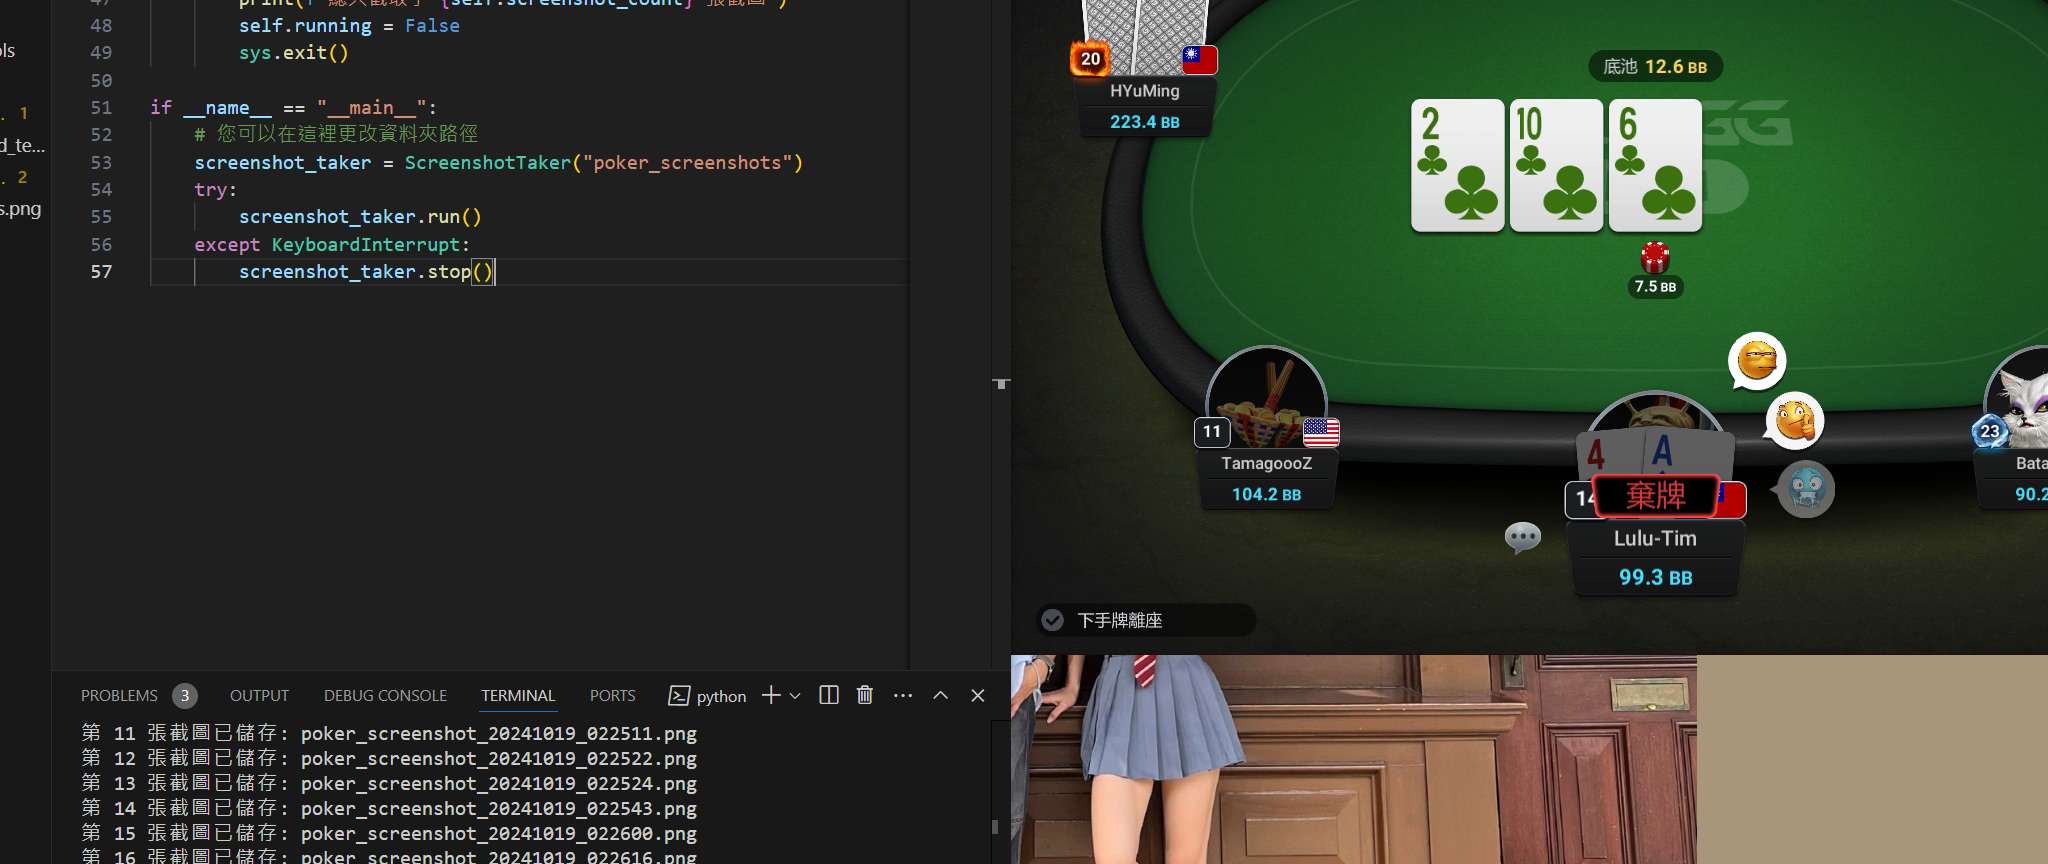 ols
1
d_te...
2
s.png
47
48 self.running = False
49 sys.exit()
50
51 if __name__ == "__main__":
52 # 您可以在這裡更改資料夾路徑
53 screenshot_taker = ScreenshotTaker("poker_screenshots")
54 try:
55 screenshot_taker.run()
56 except KeyboardInterrupt:
57 screenshot_taker.stop()
PROBLEMS 3 OUTPUT DEBUG CONSOLE TERMINAL PORTS python
第 11 張截圖已儲存: poker_screenshot_20241019_022511.png
第 12 張截圖已儲存: poker_screenshot_20241019_022522.png
第 13 張截圖已儲存: poker_screenshot_20241019_022524.png
第 14 張截圖已儲存: poker_screenshot_20241019_022543.png
第 15 張截圖已儲存: poker_screenshot_20241019_022600.png
第 16 張截圖已儲存: poker_screenshot_20241019_022616.png
20
HYuMing
223.4 BB
底池 12.6 BB
2 10 6
GG
7.5 BB
11
TamagoooZ
104.2 BB
4 A
14
棄牌
Lulu-Tim
99.3 BB
23
Bata
90.2
下手牌離座